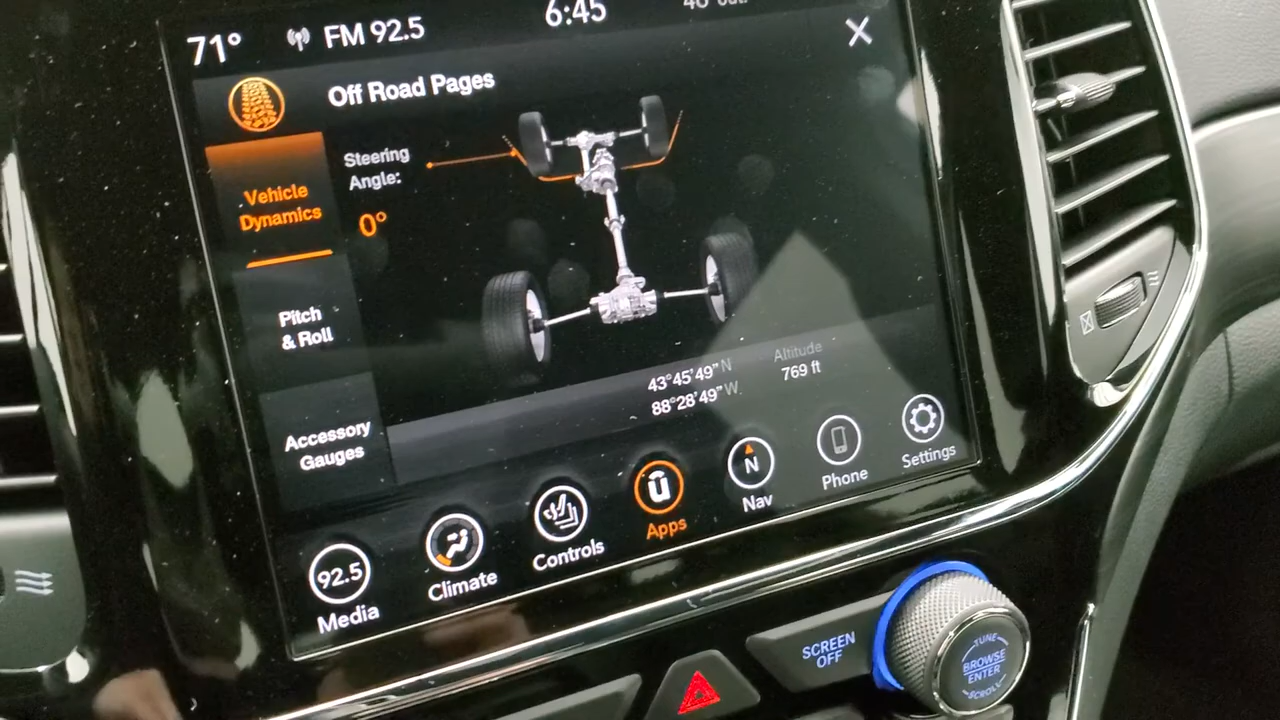 71°
FM 92.5
6:45
Off Road Pages
Steering
Angle:
0°
Vehicle
Dynamics
Pitch
& Roll
Accessory
Gauges
43°45'49" N
88°28'49" W
Altitude
769 ft
92.5
Media
Climate
Controls
Apps
N
Nav
Phone
Settings
SCREEN
OFF
TUNE
BROWSE
ENTER
SCROLL